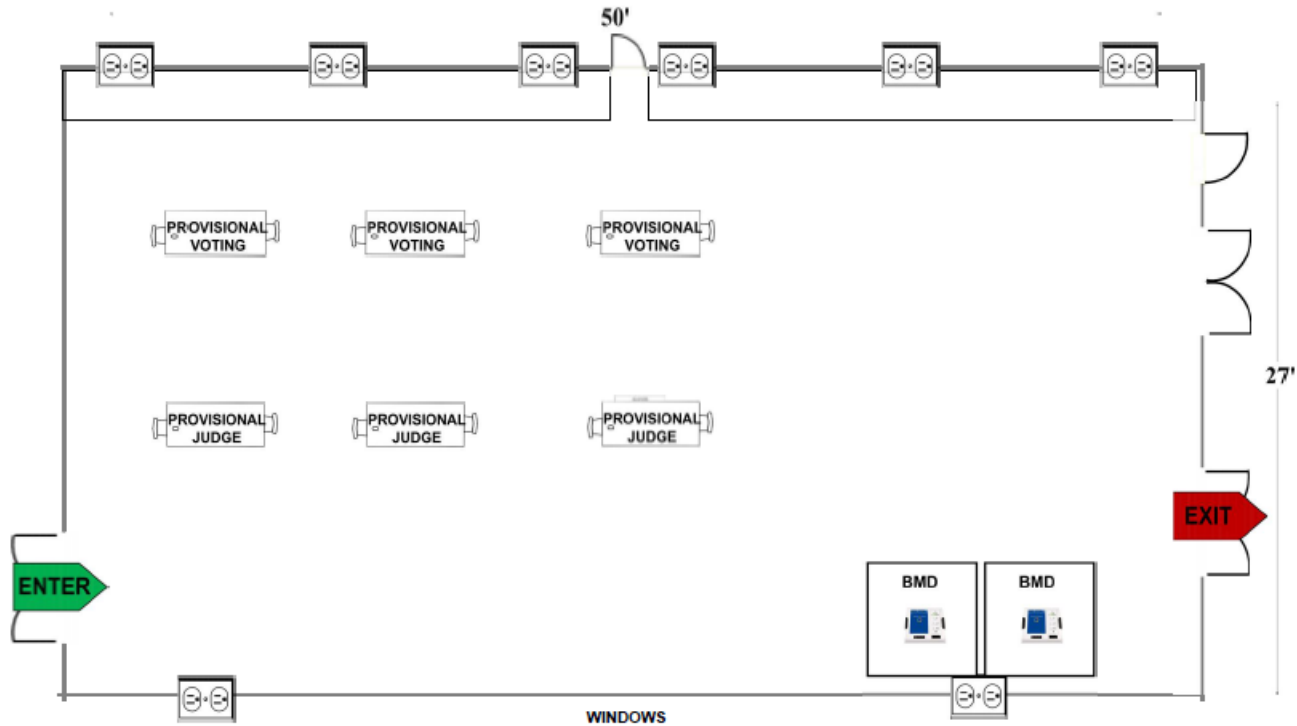 50'
PROVISIONAL
VOTING
PROVISIONAL
VOTING
PROVISIONAL
VOTING
27'
PROVISIONAL
JUDGE
PROVISIONAL
JUDGE
PROVISIONAL
JUDGE
EXIT
ENTER
BMD
BMD
WINDOWS